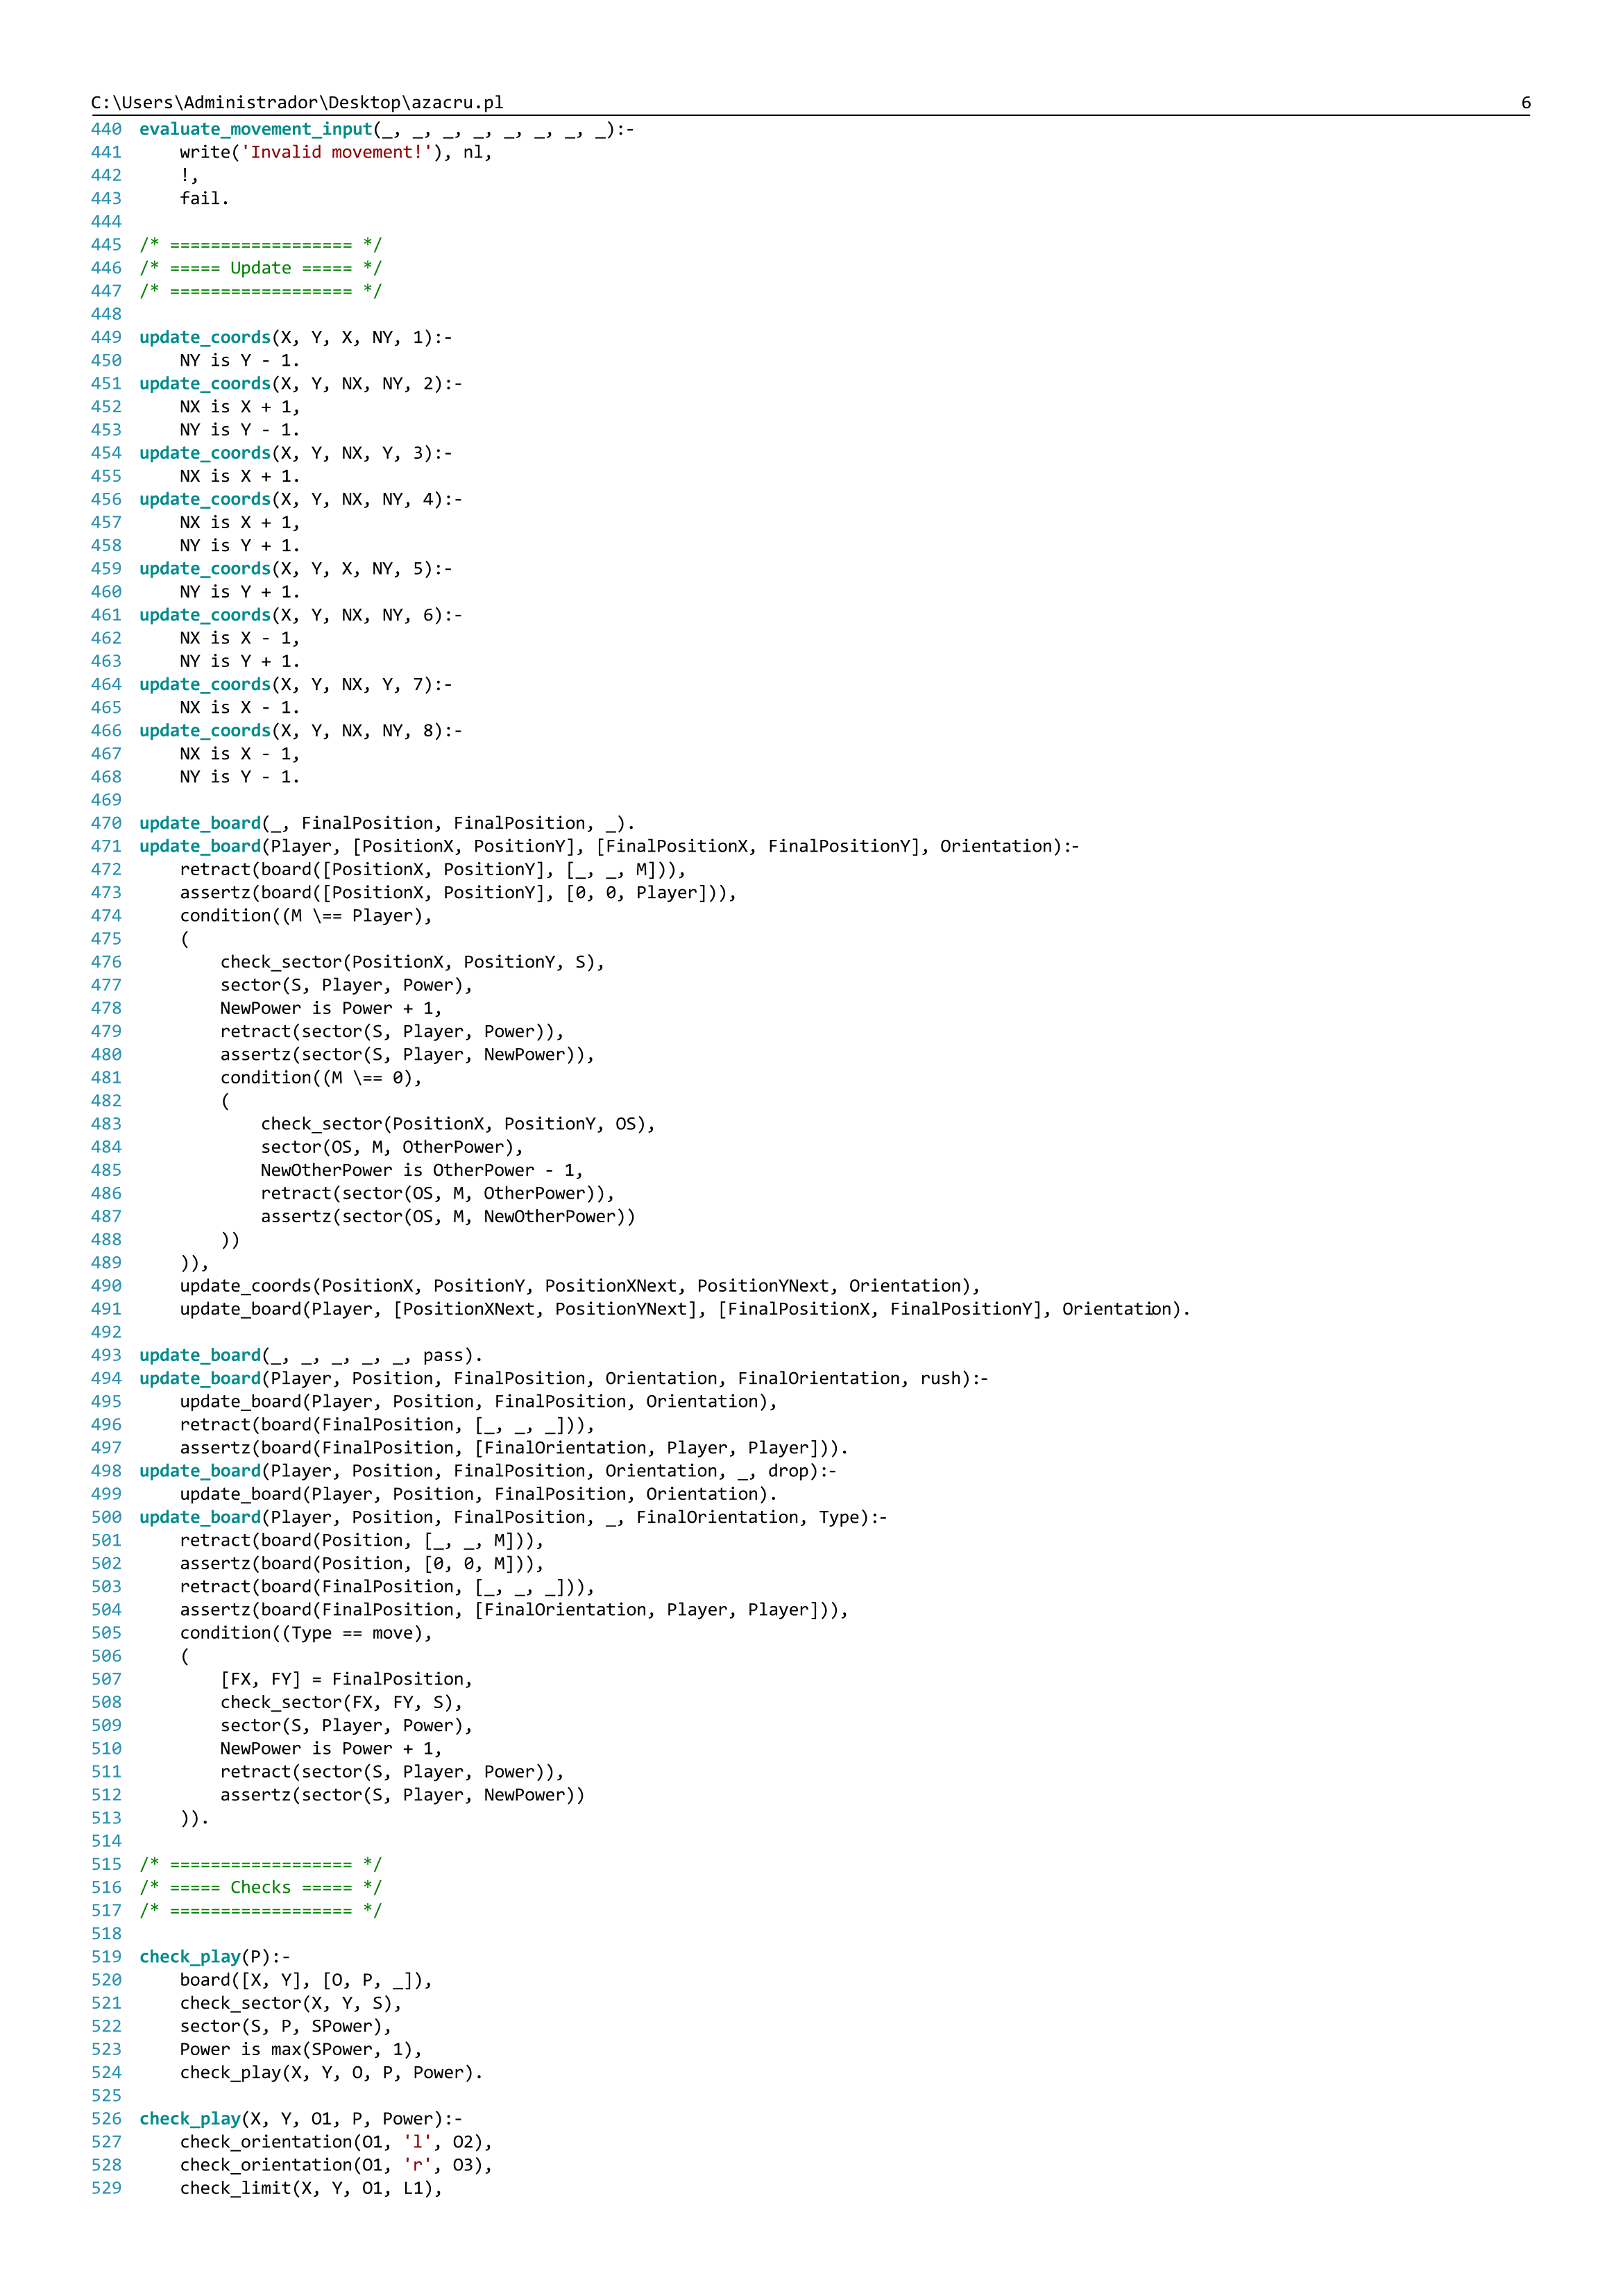 C:\Users\Administrador\Desktop\azacru.pl 6
440 evaluate_movement_input(_, _, _, _, _, _, _, _):-
441     write('Invalid movement!'), nl,
442     !,
443     fail.
444
445 /* ================== */
446 /* ===== Update ===== */
447 /* ================== */
448
449 update_coords(X, Y, X, NY, 1):-
450     NY is Y - 1.
451 update_coords(X, Y, NX, NY, 2):-
452     NX is X + 1,
453     NY is Y - 1.
454 update_coords(X, Y, NX, Y, 3):-
455     NX is X + 1.
456 update_coords(X, Y, NX, NY, 4):-
457     NX is X + 1,
458     NY is Y + 1.
459 update_coords(X, Y, X, NY, 5):-
460     NY is Y + 1.
461 update_coords(X, Y, NX, NY, 6):-
462     NX is X - 1,
463     NY is Y + 1.
464 update_coords(X, Y, NX, Y, 7):-
465     NX is X - 1.
466 update_coords(X, Y, NX, NY, 8):-
467     NX is X - 1,
468     NY is Y - 1.
469
470 update_board(_, FinalPosition, FinalPosition, _).
471 update_board(Player, [PositionX, PositionY], [FinalPositionX, FinalPositionY], Orientation):-
472     retract(board([PositionX, PositionY], [_, _, M])),
473     assertz(board([PositionX, PositionY], [0, 0, Player])),
474     condition((M \== Player),
475     (
476         check_sector(PositionX, PositionY, S),
477         sector(S, Player, Power),
478         NewPower is Power + 1,
479         retract(sector(S, Player, Power)),
480         assertz(sector(S, Player, NewPower)),
481         condition((M \== 0),
482         (
483             check_sector(PositionX, PositionY, OS),
484             sector(OS, M, OtherPower),
485             NewOtherPower is OtherPower - 1,
486             retract(sector(OS, M, OtherPower)),
487             assertz(sector(OS, M, NewOtherPower))
488         ))
489     )),
490     update_coords(PositionX, PositionY, PositionXNext, PositionYNext, Orientation),
491     update_board(Player, [PositionXNext, PositionYNext], [FinalPositionX, FinalPositionY], Orientation).
492
493 update_board(_, _, _, _, _, pass).
494 update_board(Player, Position, FinalPosition, Orientation, FinalOrientation, rush):-
495     update_board(Player, Position, FinalPosition, Orientation),
496     retract(board(FinalPosition, [_, _, _])),
497     assertz(board(FinalPosition, [FinalOrientation, Player, Player])).
498 update_board(Player, Position, FinalPosition, Orientation, _, drop):-
499     update_board(Player, Position, FinalPosition, Orientation).
500 update_board(Player, Position, FinalPosition, _, FinalOrientation, Type):-
501     retract(board(Position, [_, _, M])),
502     assertz(board(Position, [0, 0, M])),
503     retract(board(FinalPosition, [_, _, _])),
504     assertz(board(FinalPosition, [FinalOrientation, Player, Player])),
505     condition((Type == move),
506     (
507         [FX, FY] = FinalPosition,
508         check_sector(FX, FY, S),
509         sector(S, Player, Power),
510         NewPower is Power + 1,
511         retract(sector(S, Player, Power)),
512         assertz(sector(S, Player, NewPower))
513     )).
514
515 /* ================== */
516 /* ===== Checks ===== */
517 /* ================== */
518
519 check_play(P):-
520     board([X, Y], [O, P, _]),
521     check_sector(X, Y, S),
522     sector(S, P, SPower),
523     Power is max(SPower, 1),
524     check_play(X, Y, O, P, Power).
525
526 check_play(X, Y, O1, P, Power):-
527     check_orientation(O1, 'l', O2),
528     check_orientation(O1, 'r', O3),
529     check_limit(X, Y, O1, L1),